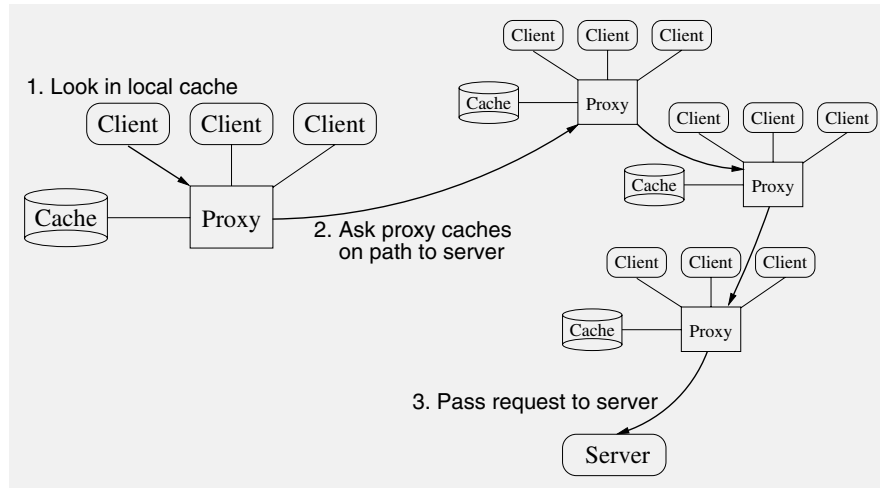 1. Look in local cache
Client
Client
Client
Cache
Proxy
2. Ask proxy caches
on path to server
Client
Client
Client
Cache
Proxy
Client
Client
Client
Cache
Proxy
Client
Client
Client
Cache
Proxy
3. Pass request to server
Server